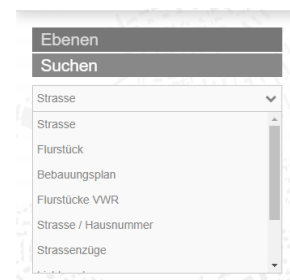 Ebenen
Suchen
Strasse
Strasse
Flurstück
Bebauungsplan
Flurstücke VWR
Strasse / Hausnummer
Strassenzüge